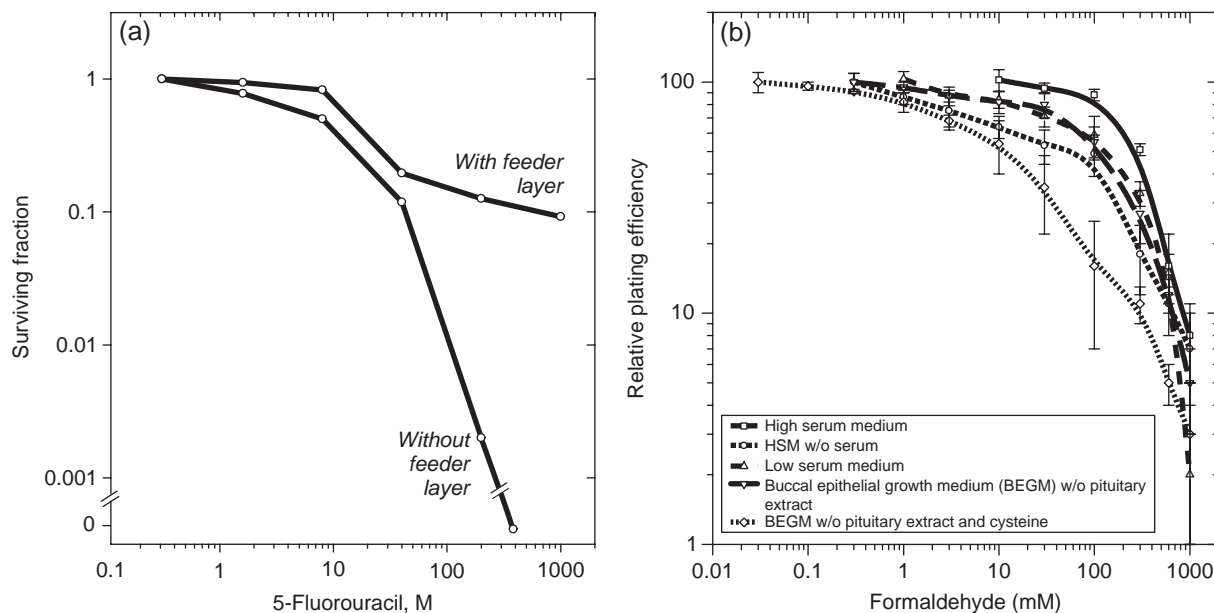 (a)
1
0.1
0.01
0.001
0
Surviving fraction
With feeder
layer
Without
feeder
layer
0.1 1 10 100 1000
5-Fluorouracil, M
(b)
100
10
1
Relative plating efficiency
High serum medium
HSM w/o serum
Low serum medium
Buccal epithelial growth medium (BEGM) w/o pituitary
extract
BEGM w/o pituitary extract and cysteine
0.01 0.1 1 10 100 1000
Formaldehyde (mM)